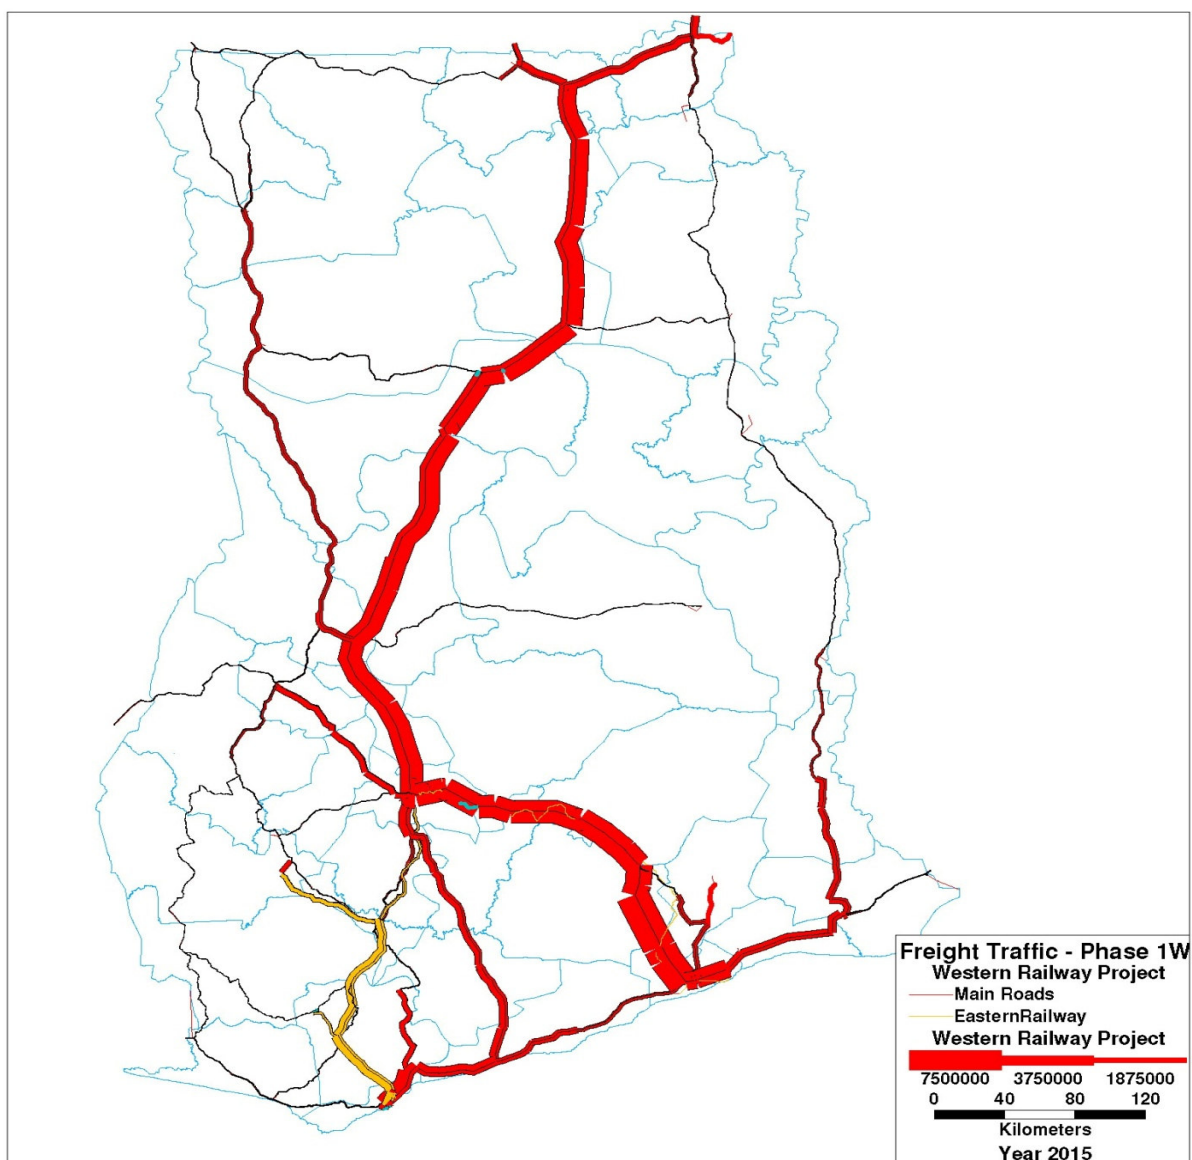 Freight Traffic - Phase 1W
Western Railway Project
Main Roads
EasternRailway
Western Railway Project
7500000 3750000 1875000
0 40 80 120
Kilometers
Year 2015